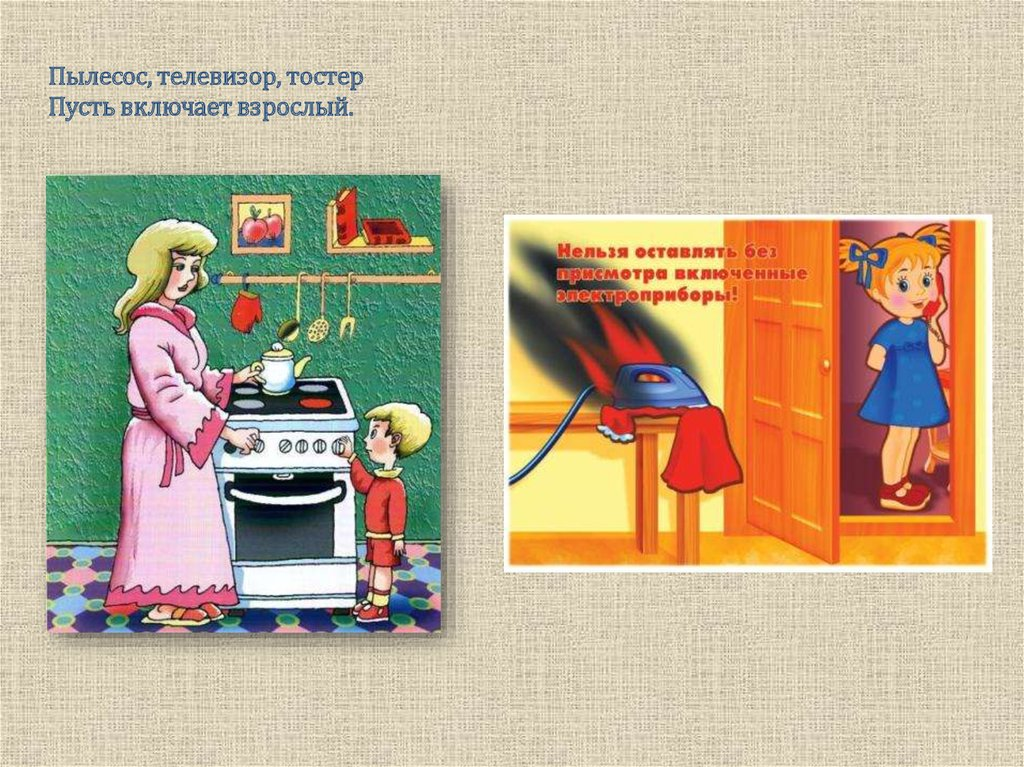 Пылесос, телевизор, тостер
Пусть включает взрослый.
Нельзя оставлять без
присмотра включенные
электроприборы!